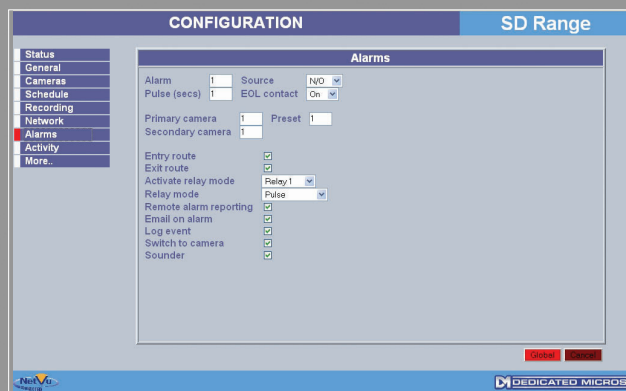 CONFIGURATION
SD Range
Status
General
Cameras
Schedule
Recording
Network
Alarms
Activity
More..
Alarms
Alarm 1 Source N/O
Pulse (secs) 1 EOL contact On
Primary camera 1 Preset 1
Secondary camera 1
Entry route
Exit route
Activate relay mode Relay 1
Relay mode Pulse
Remote alarm reporting
Email on alarm
Log event
Switch to camera
Sounder
Global Cancel
NetVu
DEDICATED MICROS